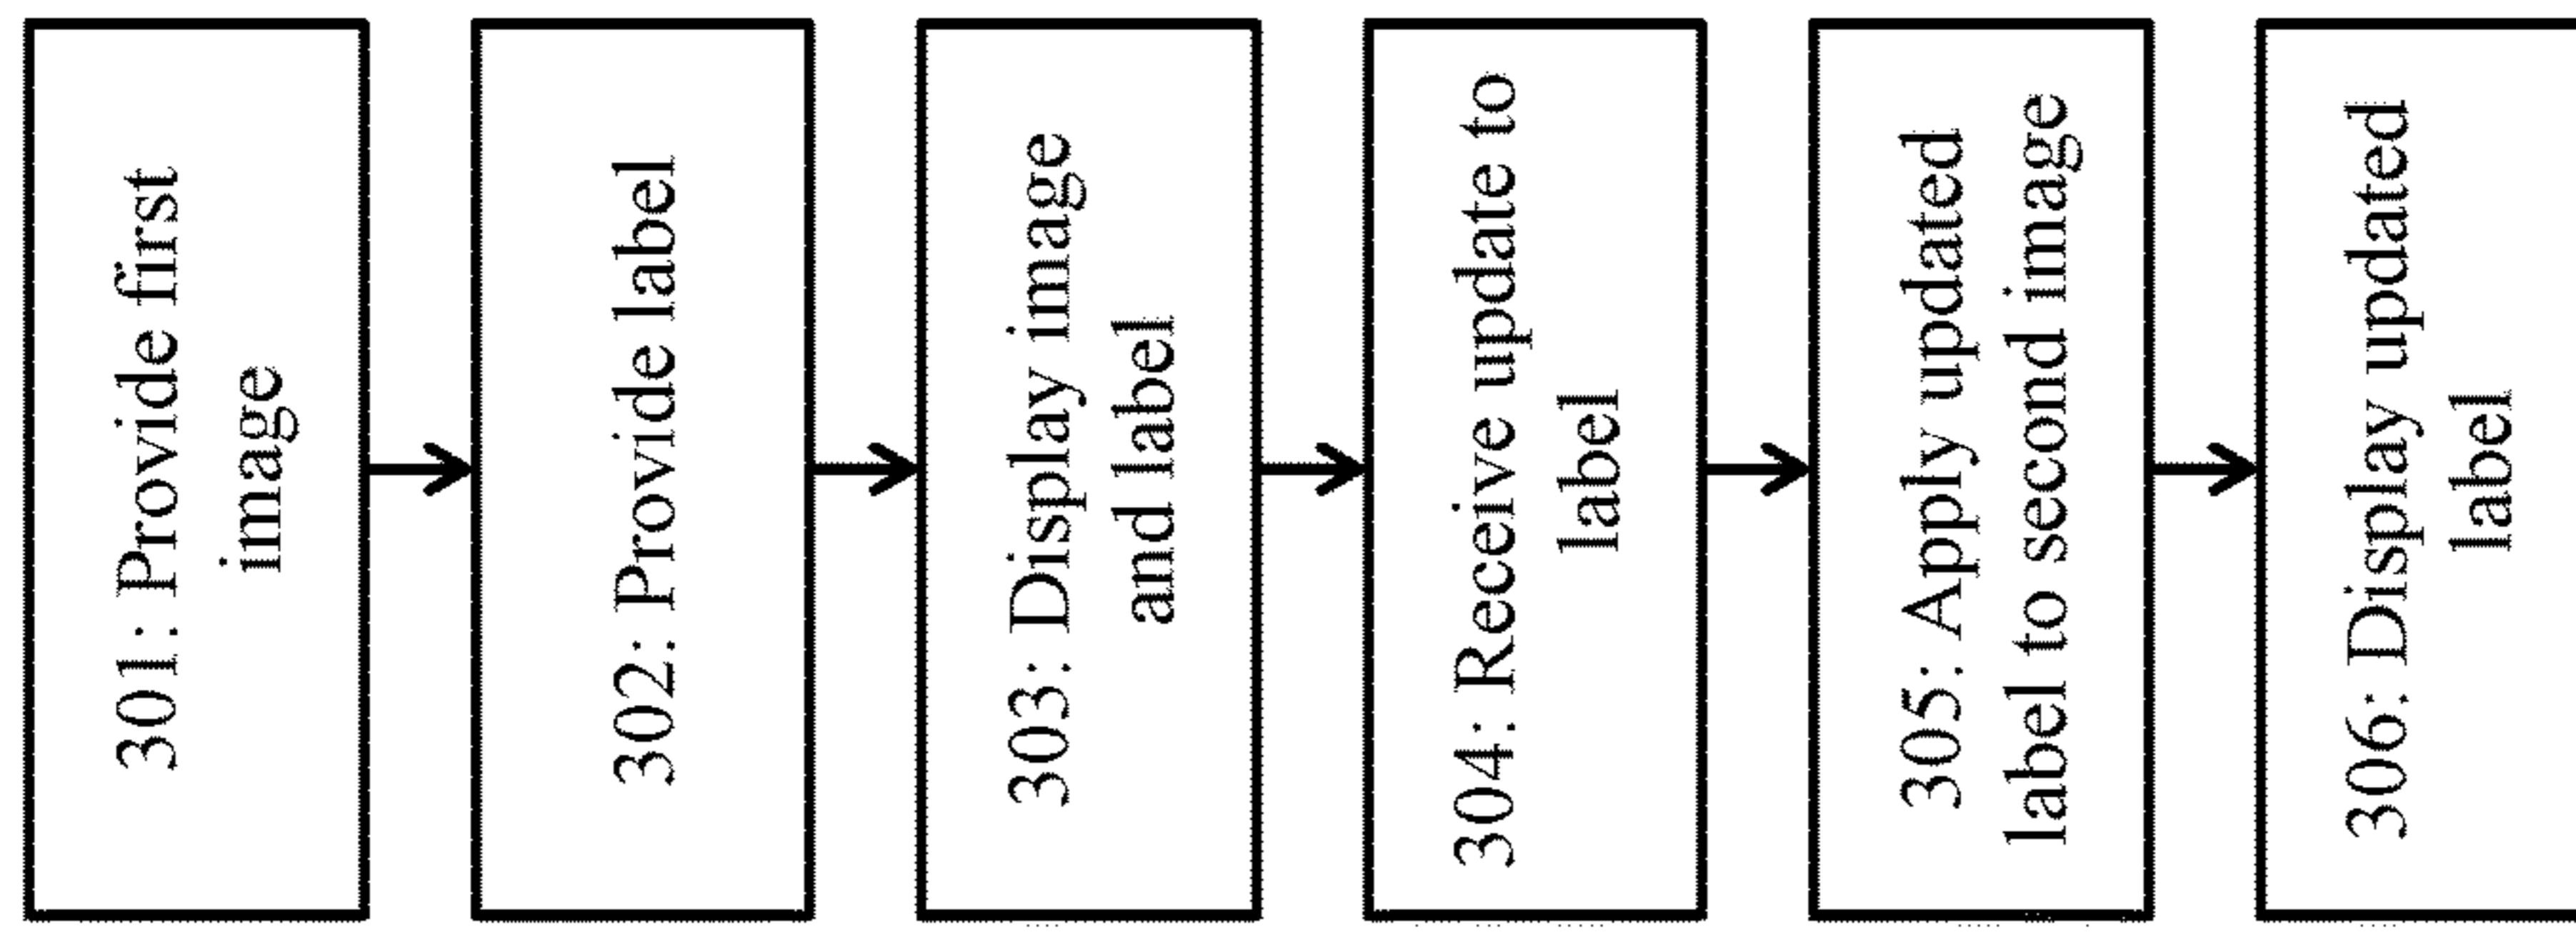 301: Provide first
image
302: Provide label
303: Display image
and label
304: Receive update to
label
305: Apply updated
label to second image
306: Display updated
label